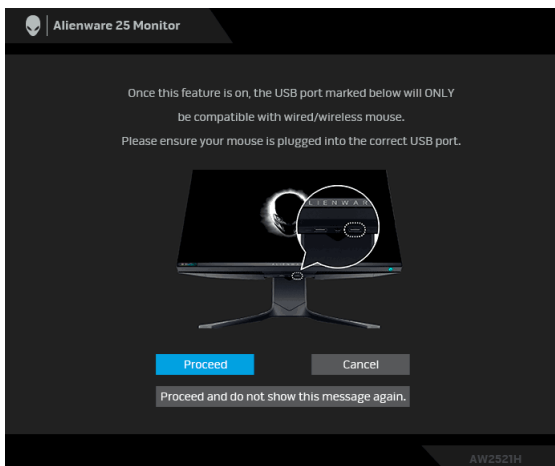 Alienware 25 Monitor
Once this feature is on, the USB port marked below will ONLY
be compatible with wired/wireless mouse.
Please ensure your mouse is plugged into the correct USB port.
Proceed
Cancel
Proceed and do not show this message again.
AW2521H